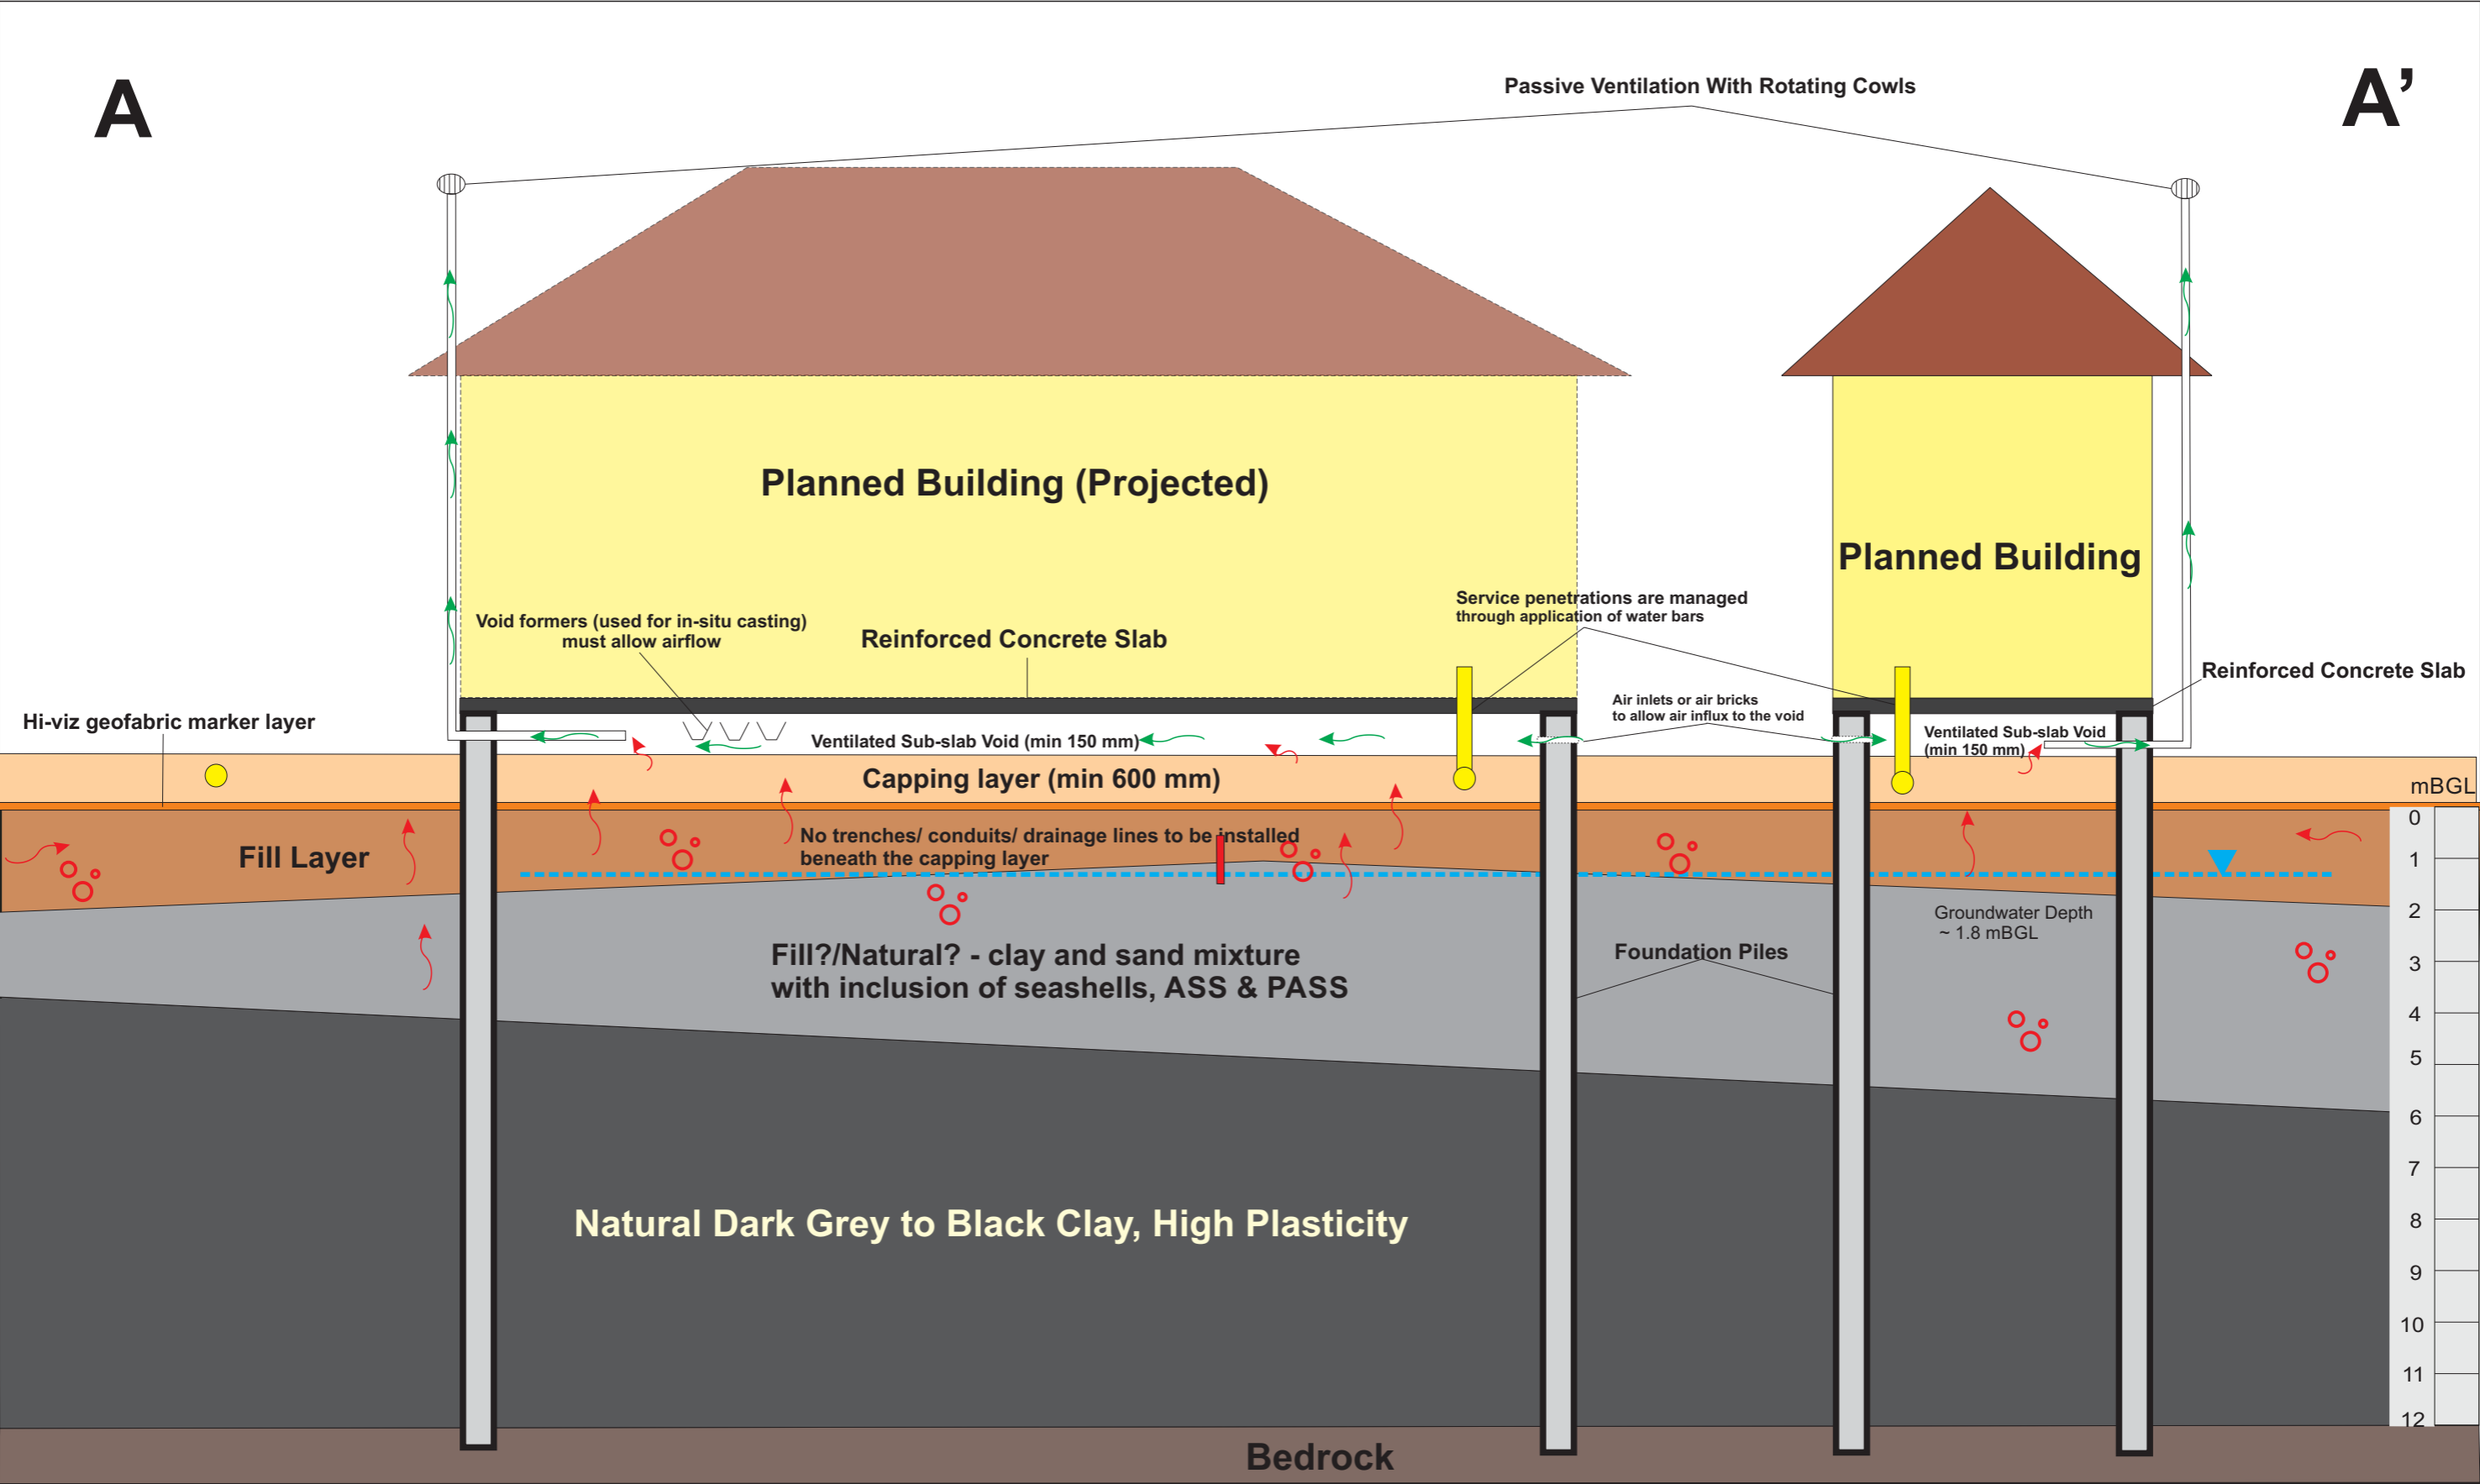 A
Passive Ventilation With Rotating Cowls
A’
Planned Building (Projected)
Planned Building
Void formers (used for in-situ casting)
must allow airflow
Reinforced Concrete Slab
Service penetrations are managed
through application of water bars
Reinforced Concrete Slab
Hi-viz geofabric marker layer
Air inlets or air bricks
to allow air influx to the void
Ventilated Sub-slab Void (min 150 mm)
Ventilated Sub-slab Void
(min 150 mm)
Capping layer (min 600 mm)
mBGL
Fill Layer
No trenches/ conduits/ drainage lines to be installed
beneath the capping layer
Groundwater Depth
~ 1.8 mBGL
Fill?/Natural? - clay and sand mixture
with inclusion of seashells, ASS & PASS
Foundation Piles
Natural Dark Grey to Black Clay, High Plasticity
Bedrock
0
1
2
3
4
5
6
7
8
9
10
11
12